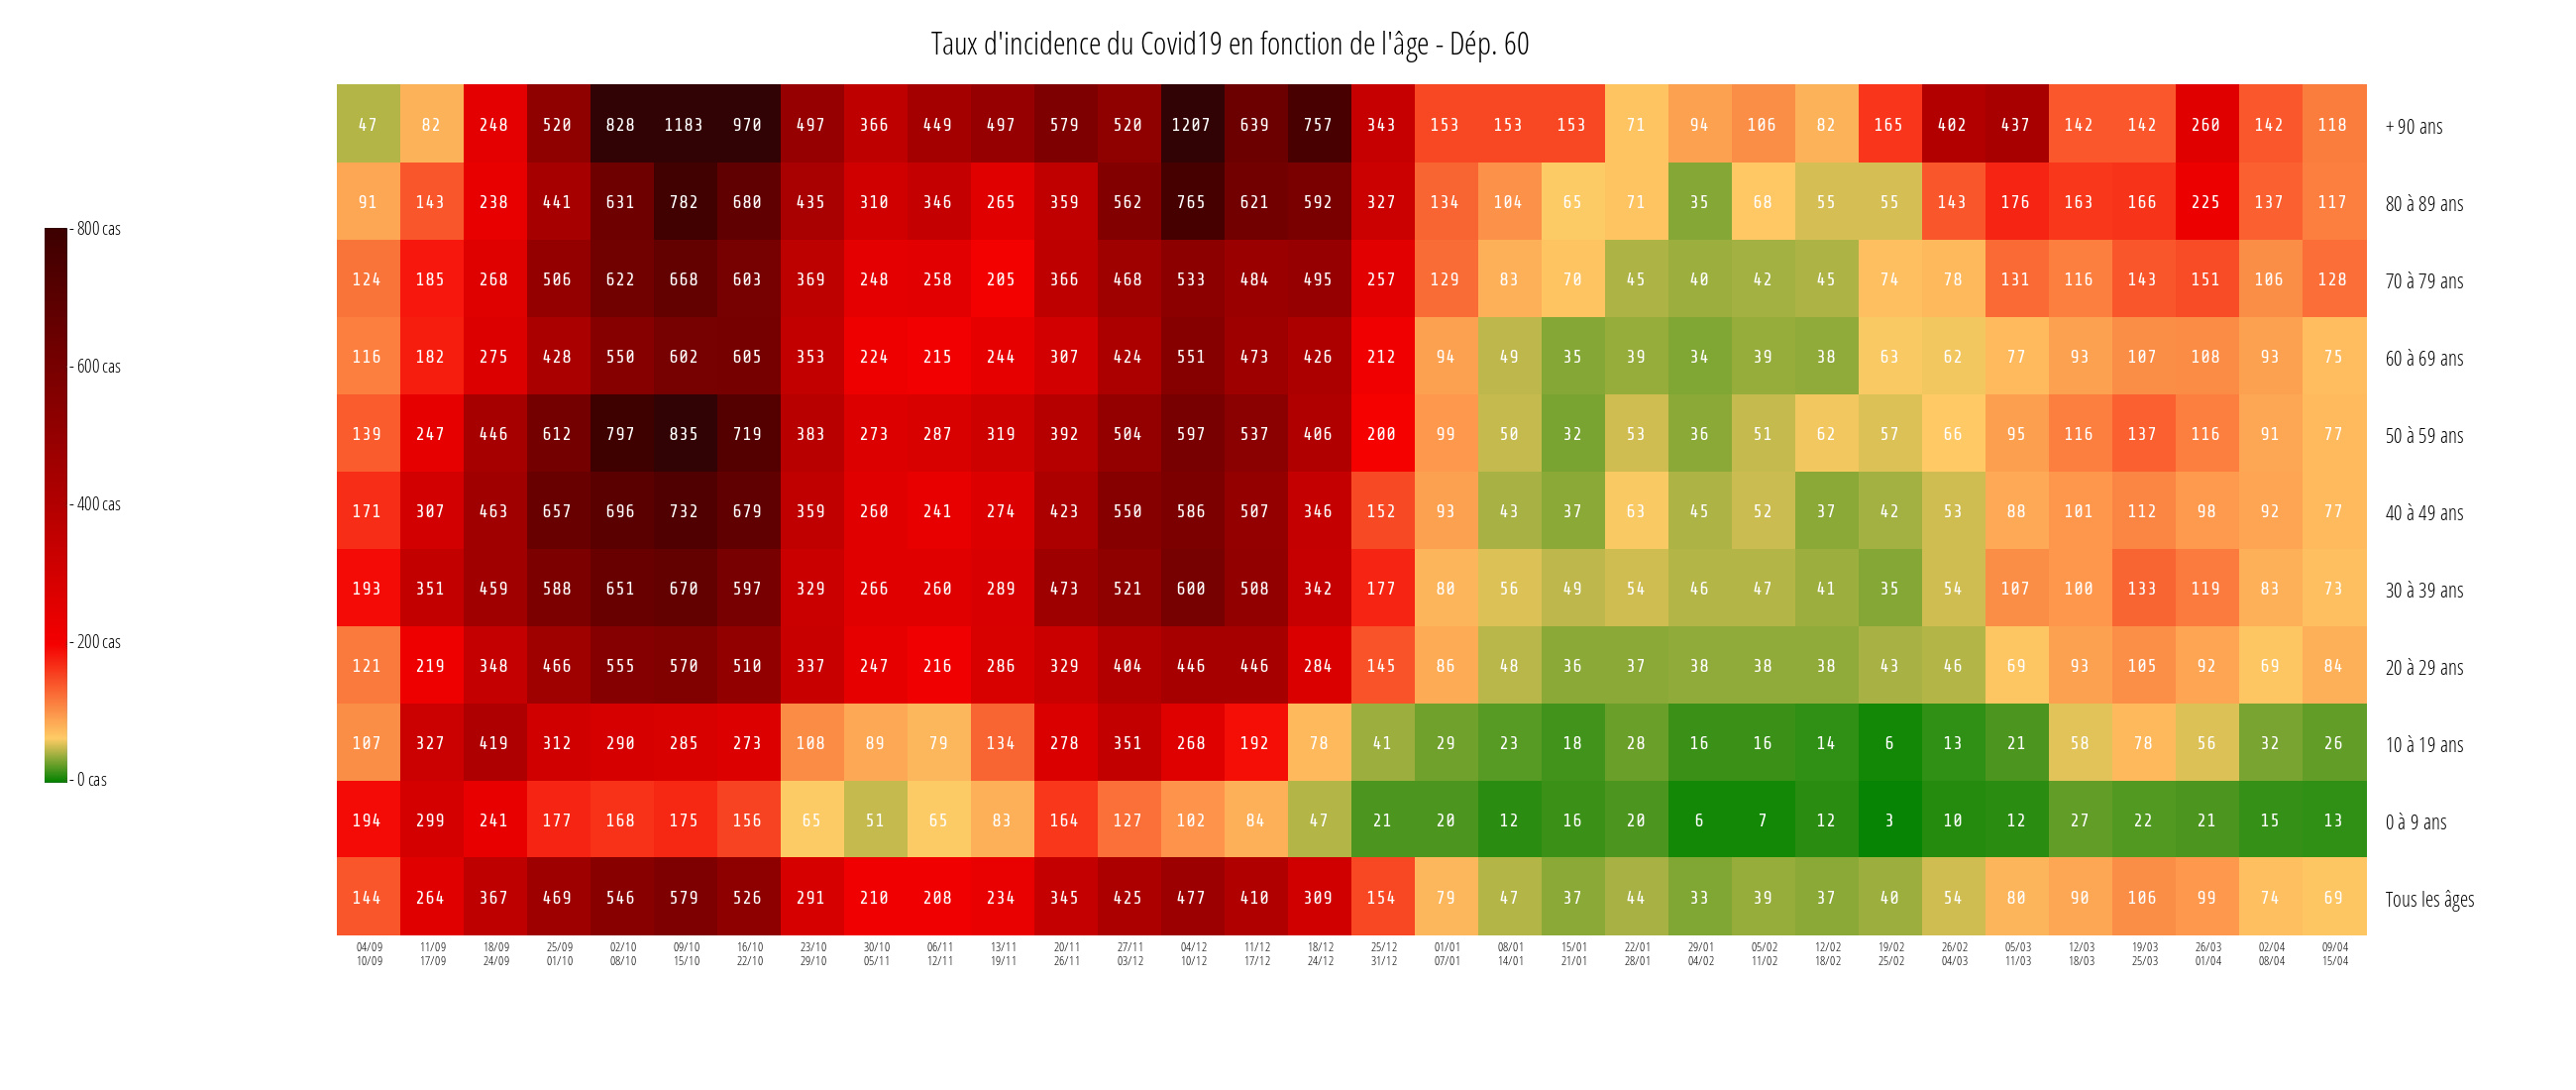 Taux d'incidence du Covid19 en fonction de l'âge - Dép. 60
- 800 cas
- 600 cas
- 400 cas
- 200 cas
- 0 cas
47 82 248 520 828 1183 970 497 366 449 497 579 520 1207 639 757 343 153 153 153 71 94 106 82 165 402 437 142 142 260 142 118 + 90 ans
91 143 238 441 631 782 680 435 310 346 265 359 562 765 621 592 327 134 104 65 71 35 68 55 55 143 176 163 166 225 137 117 80 à 89 ans
124 185 268 506 622 668 603 369 248 258 205 366 468 533 484 495 257 129 83 70 45 40 42 45 74 78 131 116 143 151 106 128 70 à 79 ans
116 182 275 428 550 602 605 353 224 215 244 307 424 551 473 426 212 94 49 35 39 34 39 38 63 62 77 93 107 108 93 75 60 à 69 ans
139 247 446 612 797 835 719 383 273 287 319 392 504 597 537 406 200 99 50 32 53 36 51 62 57 66 95 116 137 116 91 77 50 à 59 ans
171 307 463 657 696 732 679 359 260 241 274 423 550 586 507 346 152 93 43 37 63 45 52 37 42 53 88 101 112 98 92 77 40 à 49 ans
193 351 459 588 651 670 597 329 266 260 289 473 521 600 508 342 177 80 56 49 54 46 47 41 35 54 107 100 133 119 83 73 30 à 39 ans
121 219 348 466 555 570 510 337 247 216 286 329 404 446 446 284 145 86 48 36 37 38 38 38 43 46 69 93 105 92 69 84 20 à 29 ans
107 327 419 312 290 285 273 108 89 79 134 278 351 268 192 78 41 29 23 18 28 16 16 14 6 13 21 58 78 56 32 26 10 à 19 ans
194 299 241 177 168 175 156 65 51 65 83 164 127 102 84 47 21 20 12 16 20 6 7 12 3 10 12 27 22 21 15 13 0 à 9 ans
144 264 367 469 546 579 526 291 210 208 234 345 425 477 410 309 154 79 47 37 44 33 39 37 40 54 80 90 106 99 74 69 Tous les âges
04/09 11/09 18/09 25/09 02/10 09/10 16/10 23/10 30/10 06/11 13/11 20/11 27/11 04/12 11/12 18/12 25/12 01/01 08/01 15/01 22/01 29/01 05/02 12/02 19/02 26/02 05/03 12/03 19/03 26/03 02/04 09/04
10/09 17/09 24/09 01/10 08/10 15/10 22/10 29/10 05/11 12/11 19/11 26/11 03/12 10/12 17/12 24/12 31/12 07/01 14/01 21/01 28/01 04/02 11/02 18/02 25/02 04/03 11/03 18/03 25/03 01/04 08/04 15/04